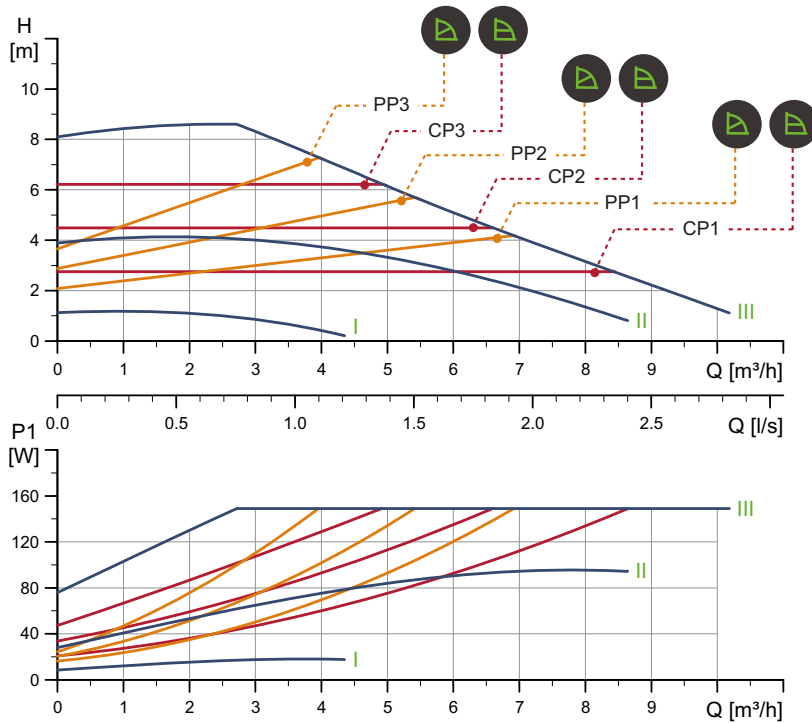 H
[m]
10
8
6
4
2
0
PP3
CP3
PP2
CP2
PP1
CP1
I
II
III
0 1 2 3 4 5 6 7 8 9 Q [m³/h]
0.0 0.5 1.0 1.5 2.0 2.5 Q [l/s]
P1
[W]
160
120
80
40
0
III
II
I
0 1 2 3 4 5 6 7 8 9 Q [m³/h]